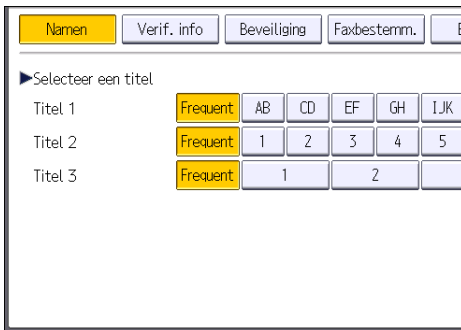 Namen Verif. info Beveiliging Faxbestemm.
▶Selecteer een titel
Titel 1 Frequent AB CD EF GH IJK
Titel 2 Frequent 1 2 3 4 5
Titel 3 Frequent 1 2